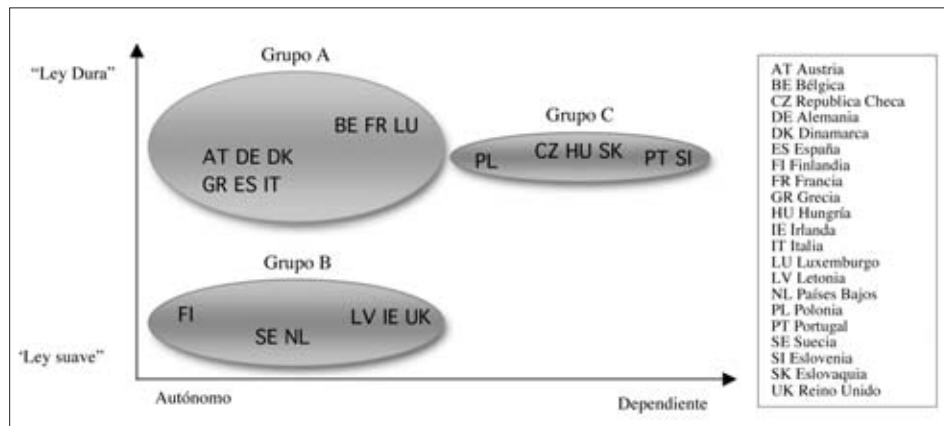 Grupo A
“Ley Dura”
BE FR LU
AT DE DK
GR ES IT
Grupo C
PL
CZ HU SK
PT SI
Grupo B
FI
SE NL
LV IE UK
‘Ley suave”
Autónomo
Dependiente
AT Austria
BE Bélgica
CZ Republica Checa
DE Alemania
DK Dinamarca
ES España
FI Finlandia
FR Francia
GR Grecia
HU Hungría
IE Irlanda
IT Italia
LU Luxemburgo
LV Letonia
NL Países Bajos
PL Polonia
PT Portugal
SE Suecia
SI Eslovenia
SK Eslovaquia
UK Reino Unido